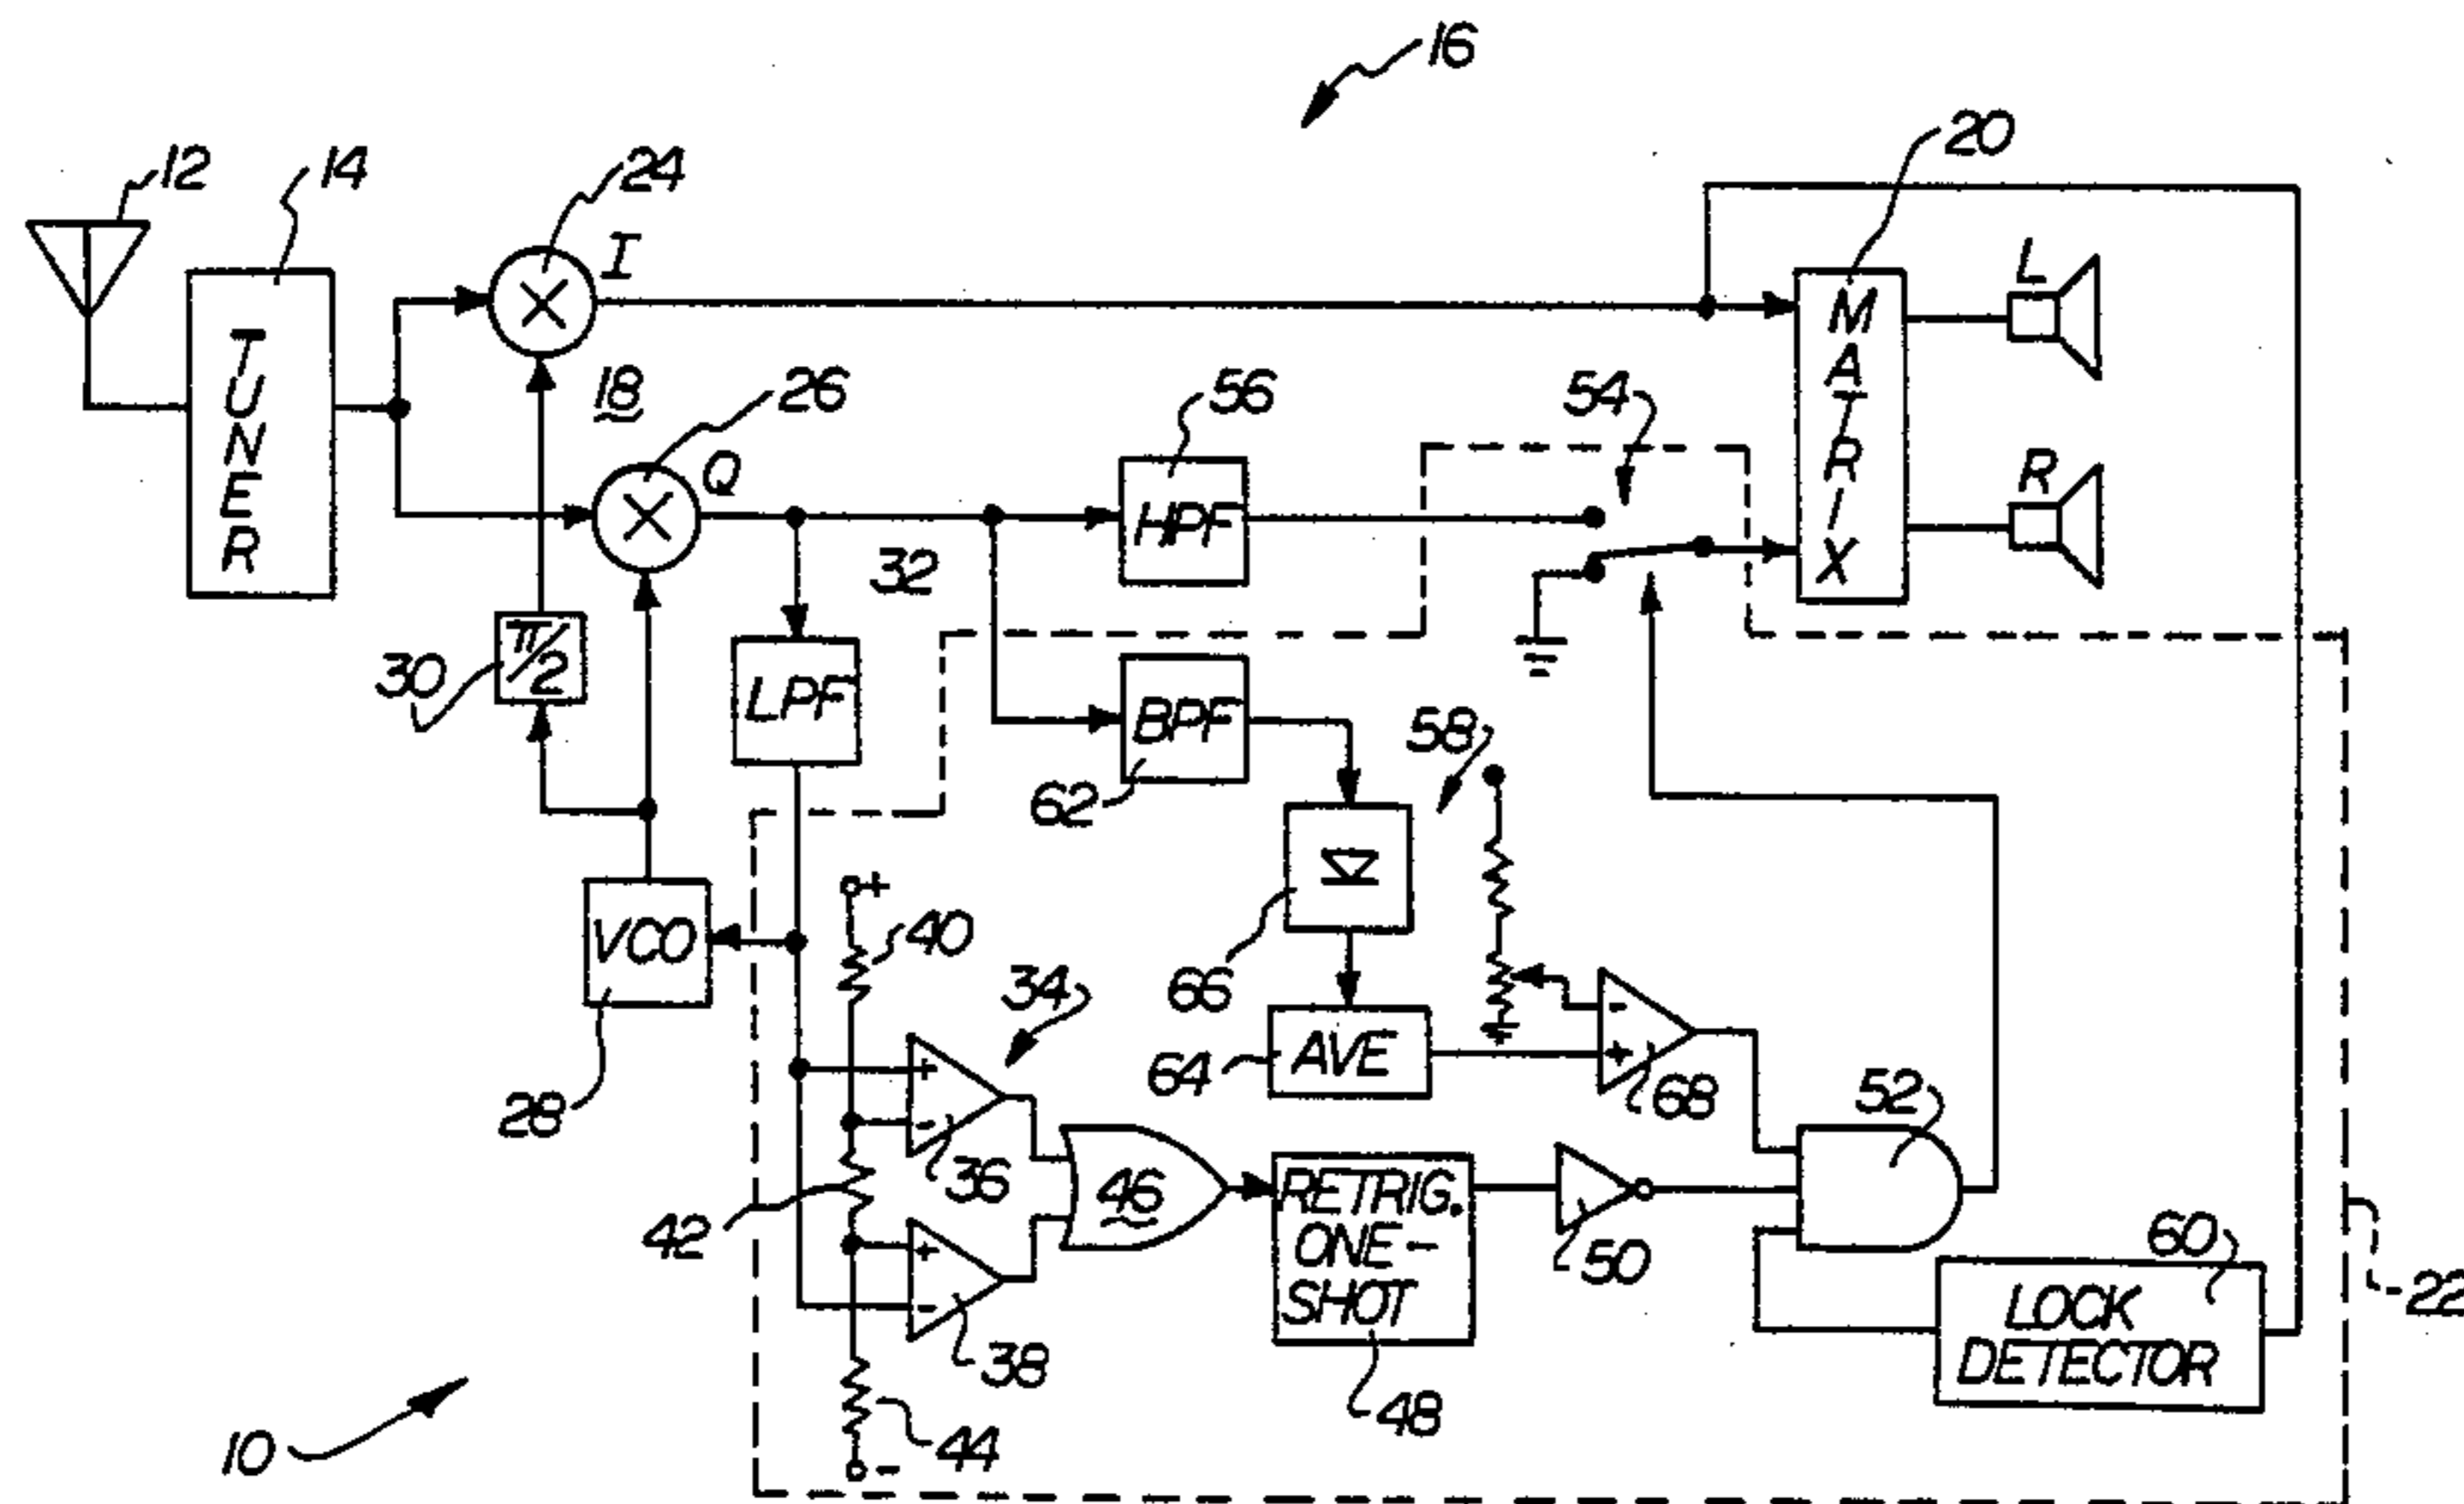 16
12
14
24
20
I
L
TUNER
MATRIX
18
26
56
54
Q
R
HPF
32
π/2
30
LPF
BPF
58
62
+
40
VCO
34
66
64
AVE
-
+
68
52
28
+
-
36
46
RETRIG.
ONE-
SHOT
42
+
-
38
50
60
LOCK
DETECTOR
22
48
44
-
10